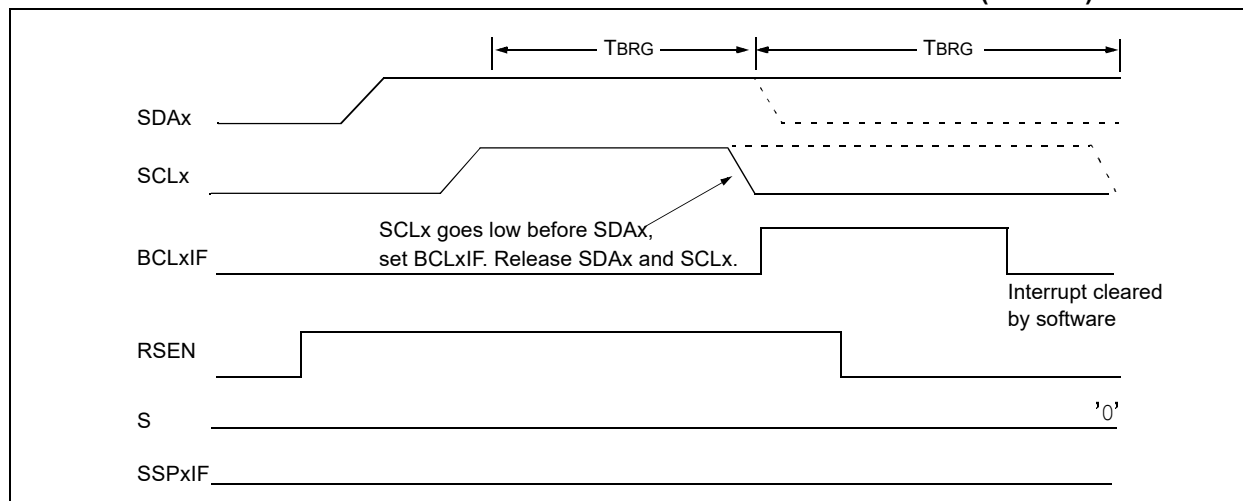 TBRG TBRG
SDAx
SCLx
SCLx goes low before SDAx,
set BCLxIF. Release SDAx and SCLx.
BCLxIF
Interrupt cleared
by software
RSEN
S '0'
SSPxIF